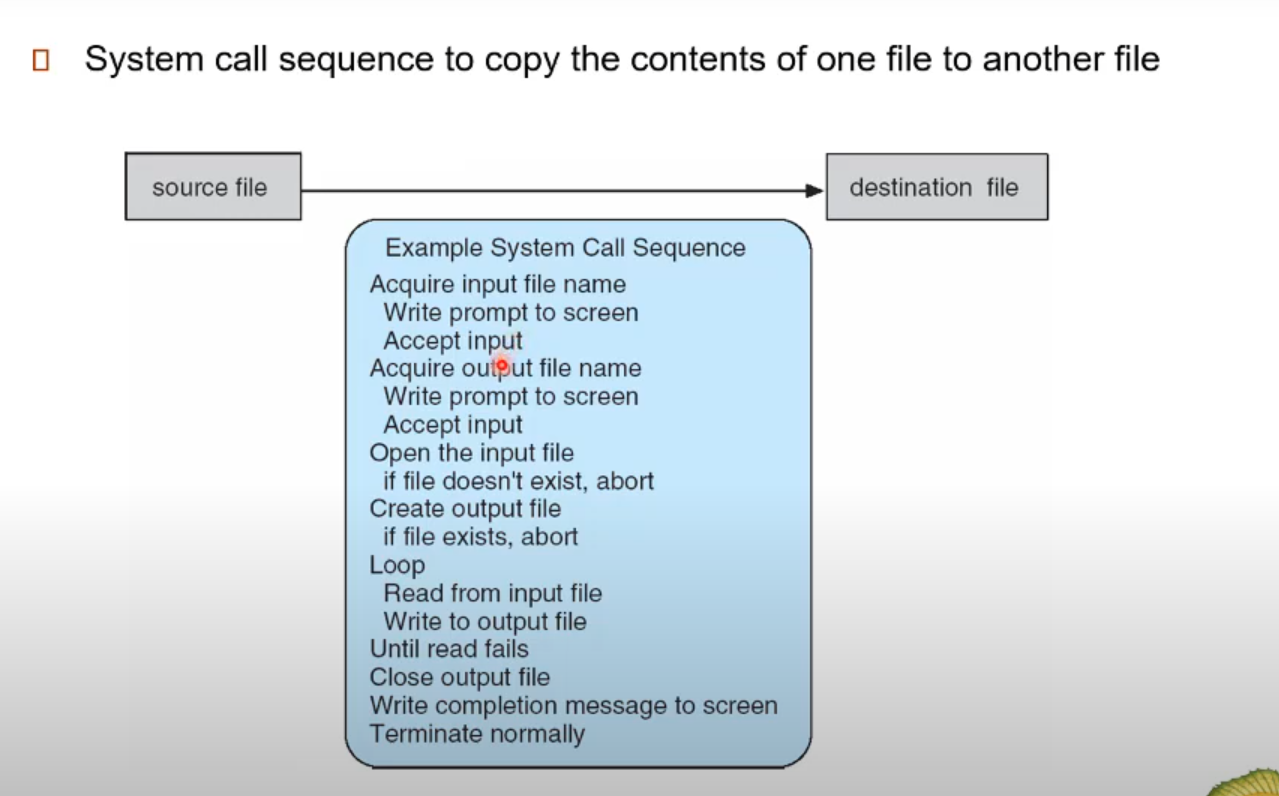 System call sequence to copy the contents of one file to another file
source file
destination file
Example System Call Sequence
Acquire input file name
Write prompt to screen
Accept input
Acquire output file name
Write prompt to screen
Accept input
Open the input file
if file doesn't exist, abort
Create output file
if file exists, abort
Loop
Read from input file
Write to output file
Until read fails
Close output file
Write completion message to screen
Terminate normally